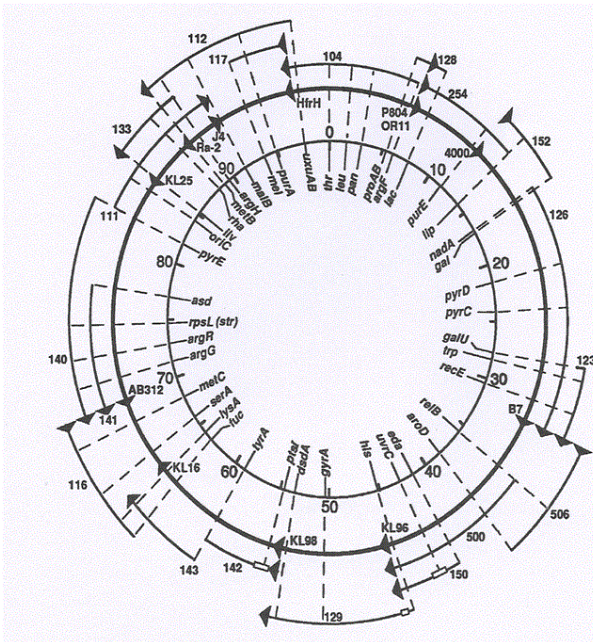 112
117
104
128
254
HfrH
P804
OR11
133
J4
Ra-2
0
4000
152
90
10
KL25
uxuAB
thr
leu
pan
proAB
argF
lac
purE
lip
nadA
gal
purA
mel
malB
argH
metB
rha
ilv
oriC
pyrE
111
126
80
20
asd
pyrD
pyrC
rpsL (str)
argR
argG
galU
trp
recE
123
140
70
30
141
AB312
metC
serA
lysA
fuc
relB
aroD
B7
KL16
116
60
tyrA
ptsI
dsdA
gyrA
his
uvrC
eda
40
50
506
KL98
KL96
500
143
142
150
129